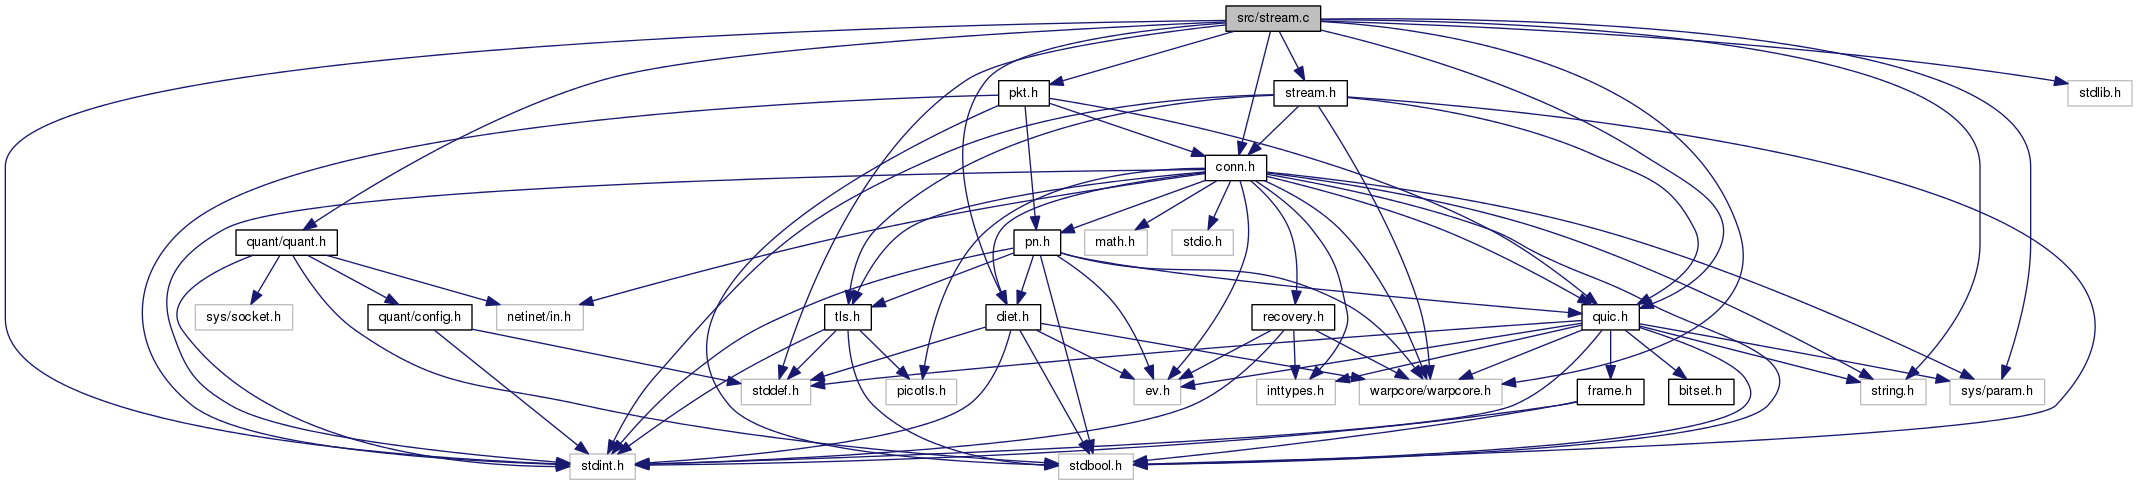 src/stream.c
pkt.h
stream.h
stdlib.h
conn.h
quant/quant.h
pn.h
math.h
stdio.h
sys/socket.h
quant/config.h
netinet/in.h
tls.h
diet.h
recovery.h
quic.h
stddef.h
picotls.h
ev.h
inttypes.h
warpcore/warpcore.h
frame.h
bitset.h
string.h
sys/param.h
stdint.h
stdbool.h